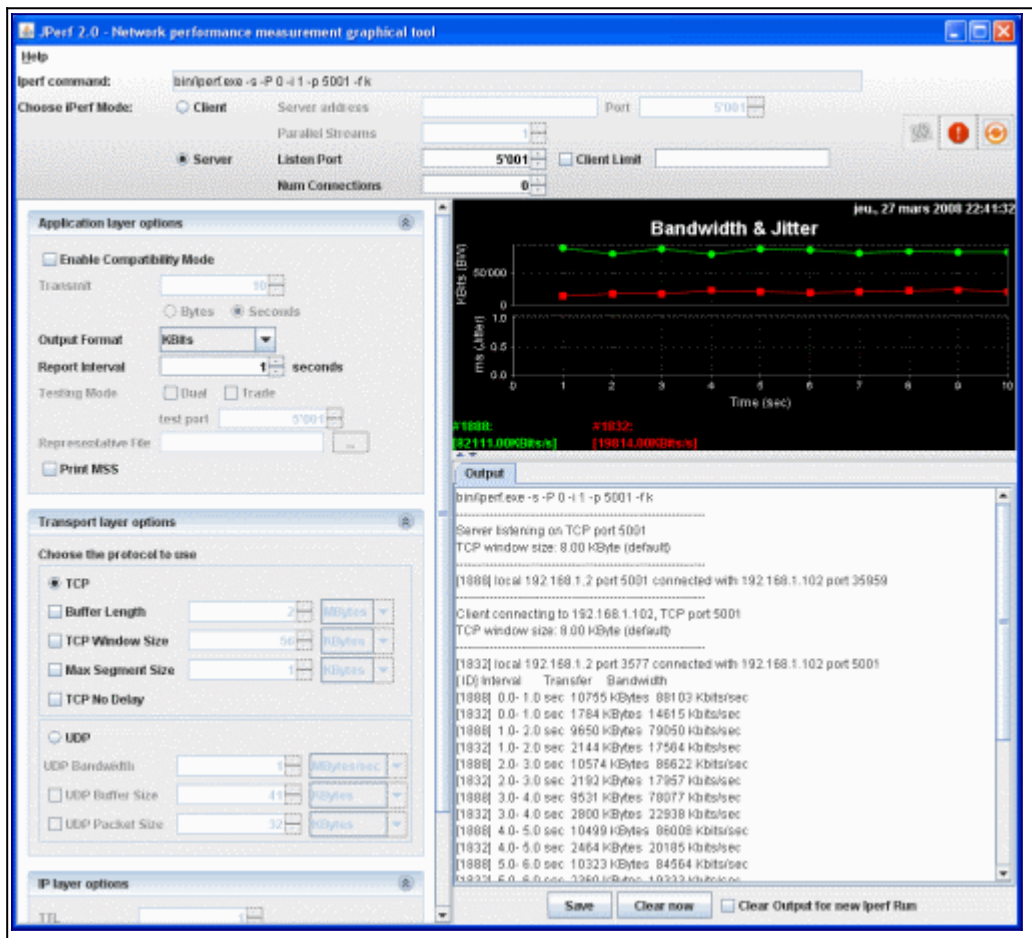 JPerf 2.0 - Network performance measurement graphical tool
Help
Iperf command: bin/iperf.exe -s -P 0 -i 1 -p 5001 -f k
Choose iPerf Mode: Client Server address Port 5'001
Parallel Streams 1
Server Listen Port 5'001 Client Limit
Num Connections 0
Application layer options
Enable Compatibility Mode
Transmit 10
Bytes Seconds
Output Format KBits
Report Interval 1 seconds
Testing Mode Dual Trade
test port 5'001
Representative File ...
Print MSS
Transport layer options
Choose the protocol to use
TCP
Buffer Length 2 MBytes
TCP Window Size 56 KBytes
Max Segment Size 1 KBytes
TCP No Delay
UDP
UDP Bandwidth 1 MBytes/sec
UDP Buffer Size 41 KBytes
UDP Packet Size 32 KBytes
IP layer options
TTL 1
jeu., 27 mars 2008 22:41:32
Bandwidth & Jitter
KBits (BW)
50'000
0
ms (Jitter)
1.0
0.5
0.0
0 1 2 3 4 5 6 7 8 9 10
Time (sec)
#1888: #1832:
[82111.00KBits/s] [19814.00KBits/s]
Output
bin/iperf.exe -s -P 0 -i 1 -p 5001 -f k
------------------------------------------------------------
Server listening on TCP port 5001
TCP window size: 8.00 KByte (default)
------------------------------------------------------------
[1888] local 192.168.1.2 port 5001 connected with 192.168.1.102 port 35959
------------------------------------------------------------
Client connecting to 192.168.1.102, TCP port 5001
TCP window size: 8.00 KByte (default)
------------------------------------------------------------
[1832] local 192.168.1.2 port 3577 connected with 192.168.1.102 port 5001
[ ID] Interval Transfer Bandwidth
[1888] 0.0- 1.0 sec 10755 KBytes 88103 Kbits/sec
[1832] 0.0- 1.0 sec 1784 KBytes 14615 Kbits/sec
[1888] 1.0- 2.0 sec 9650 KBytes 79050 Kbits/sec
[1832] 1.0- 2.0 sec 2144 KBytes 17564 Kbits/sec
[1888] 2.0- 3.0 sec 10574 KBytes 86622 Kbits/sec
[1832] 2.0- 3.0 sec 2192 KBytes 17957 Kbits/sec
[1888] 3.0- 4.0 sec 9531 KBytes 78077 Kbits/sec
[1832] 3.0- 4.0 sec 2800 KBytes 22938 Kbits/sec
[1888] 4.0- 5.0 sec 10499 KBytes 86008 Kbits/sec
[1832] 4.0- 5.0 sec 2464 KBytes 20185 Kbits/sec
[1888] 5.0- 6.0 sec 10323 KBytes 84564 Kbits/sec
[1832] 5.0- 6.0 sec 2360 KBytes 19333 Kbits/sec
Save Clear now Clear Output for new Iperf Run